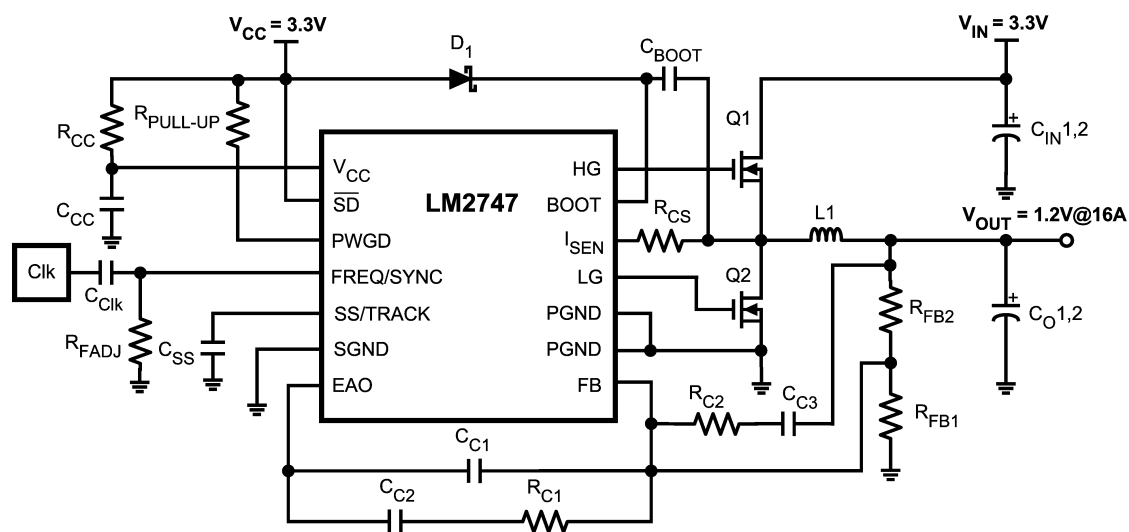 VCC = 3.3V
VIN = 3.3V
D1
CBOOT
RCC
RPULL-UP
Q1
CIN1,2
VCC
HG
CCC
SD
LM2747
BOOT
RCS
L1
VOUT = 1.2V@16A
PWGD
ISEN
Clk
CClk
FREQ/SYNC
LG
Q2
RFADJ
CSS
SS/TRACK
PGND
RFB2
CO1,2
SGND
PGND
EAO
FB
RC2
CC3
RFB1
CC1
CC2
RC1